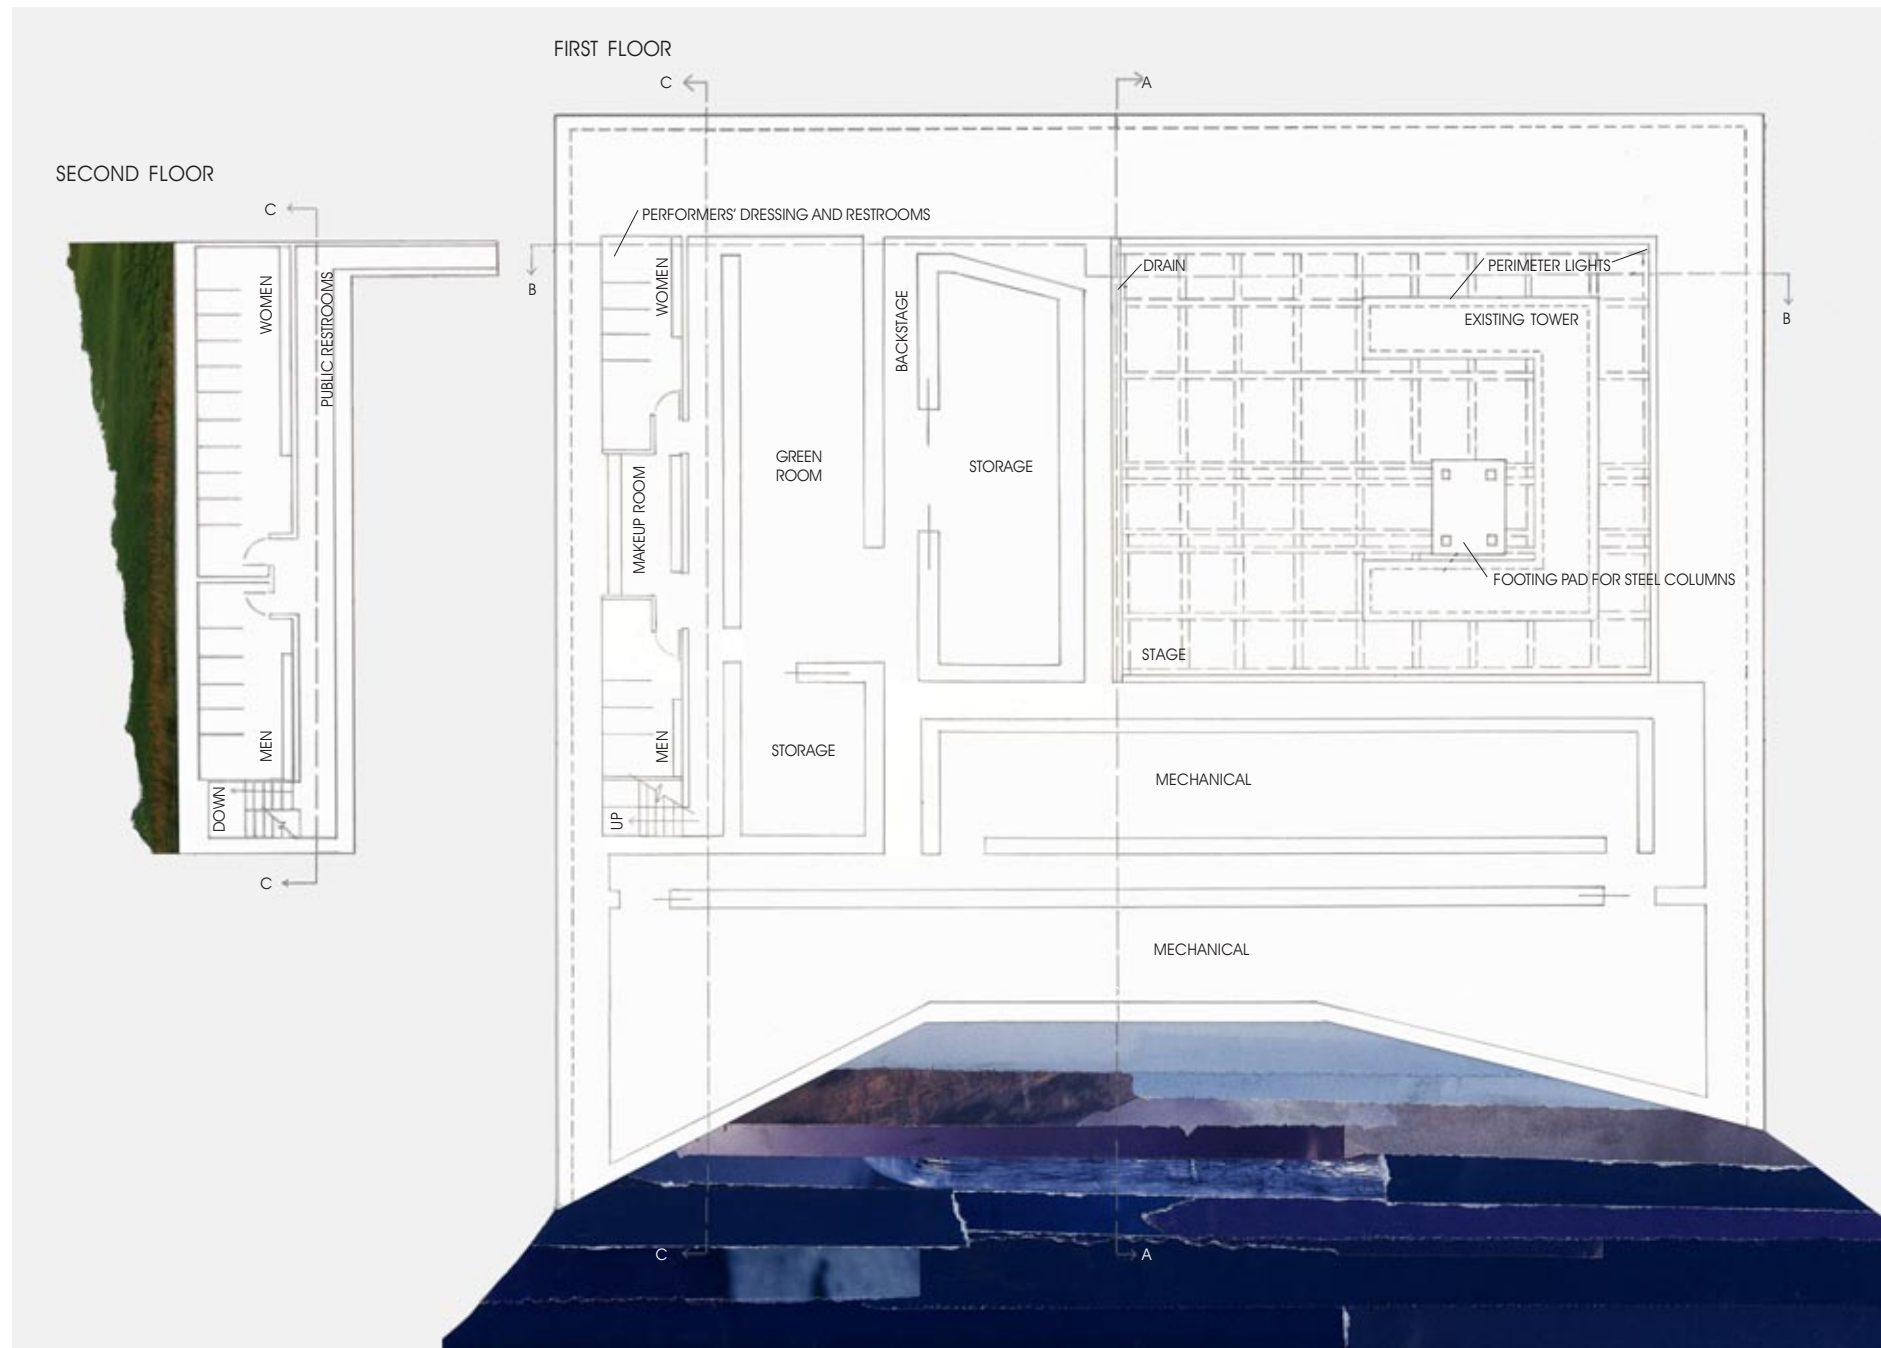 FIRST FLOOR
C
A
SECOND FLOOR
C
PERFORMERS' DRESSING AND RESTROOMS
WOMEN
PUBLIC RESTROOMS
MEN
DOWN
C
B
WOMEN
MAKEUP ROOM
MEN
UP
GREEN
ROOM
STORAGE
BACKSTAGE
STORAGE
DRAIN
PERIMETER LIGHTS
EXISTING TOWER
B
FOOTING PAD FOR STEEL COLUMNS
STAGE
MECHANICAL
MECHANICAL
C
A